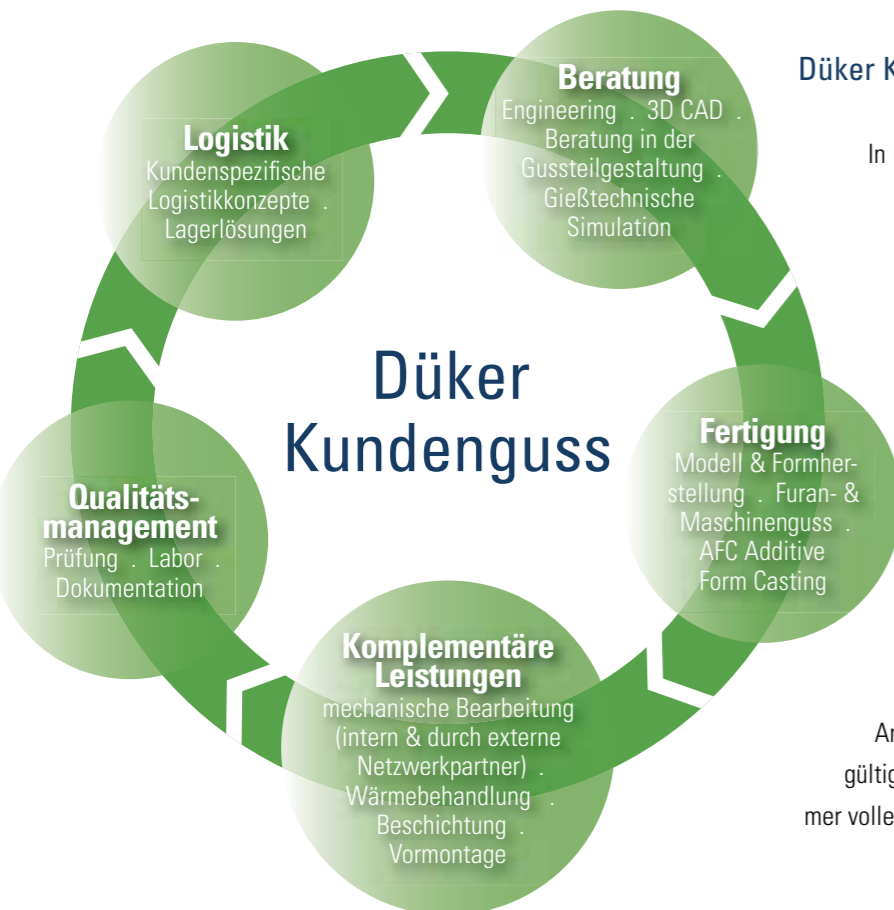 Düker
Kundenguss
Beratung
Engineering . 3D CAD .
Beratung in der
Gussteilgestaltung .
Gießtechnische
Simulation
Fertigung
Modell & Formher-
stellung . Furan- &
Maschinenguss .
AFC Additive
Form Casting
Komplementäre
Leistungen
mechanische Bearbeitung
(intern & durch externe
Netzwerkpartner) .
Wärmebehandlung .
Beschichtung .
Vormontage
Qualitäts-
management
Prüfung . Labor .
Dokumentation
Logistik
Kundenspezifische
Logistikkonzepte .
Lagerlösungen
Düker K
In
Ar
gültig
mer volle